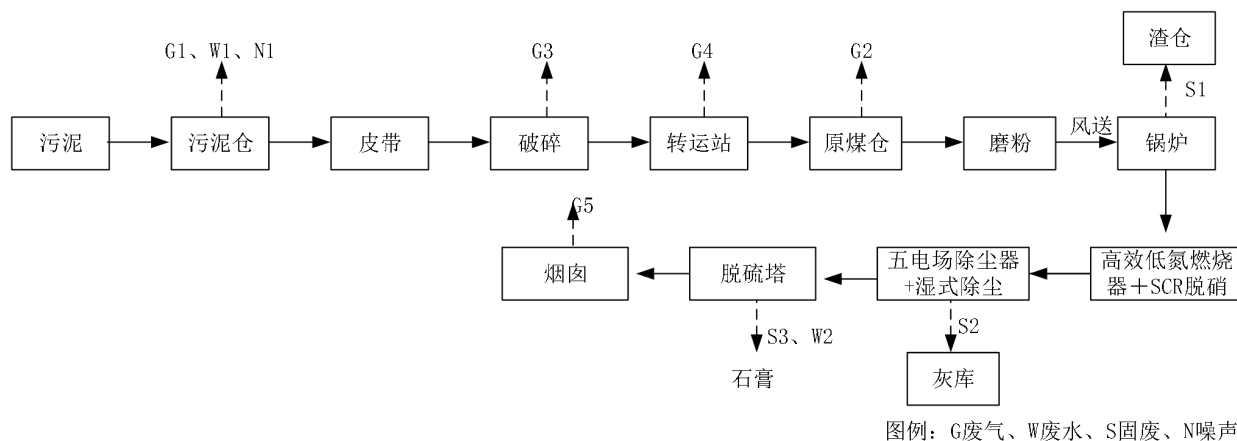 渣仓
G1、W1、N1
G3
G4
G2
S1
污泥
污泥仓
皮带
破碎
转运站
原煤仓
磨粉
风送
锅炉
G5
烟囱
脱硫塔
五电场除尘器
+湿式除尘
高效低氮燃烧
器＋SCR脱硝
S3、W2
S2
石膏
灰库
图例：G废气、W废水、S固废、N噪声